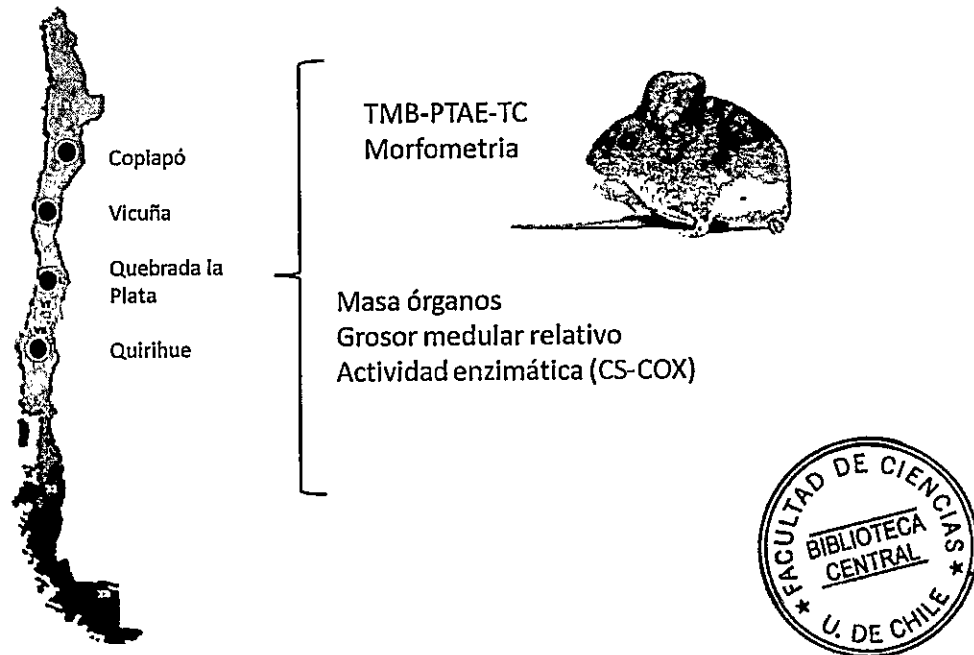 Copiapó
Vicuña
Quebrada la
Plata
Quirihue
TMB-PTAE-TC
Morfometria
Masa órganos
Grosor medular relativo
Actividad enzimática (CS-COX)
FACULTAD DE CIENCIAS
BIBLIOTECA
CENTRAL
U. DE CHILE